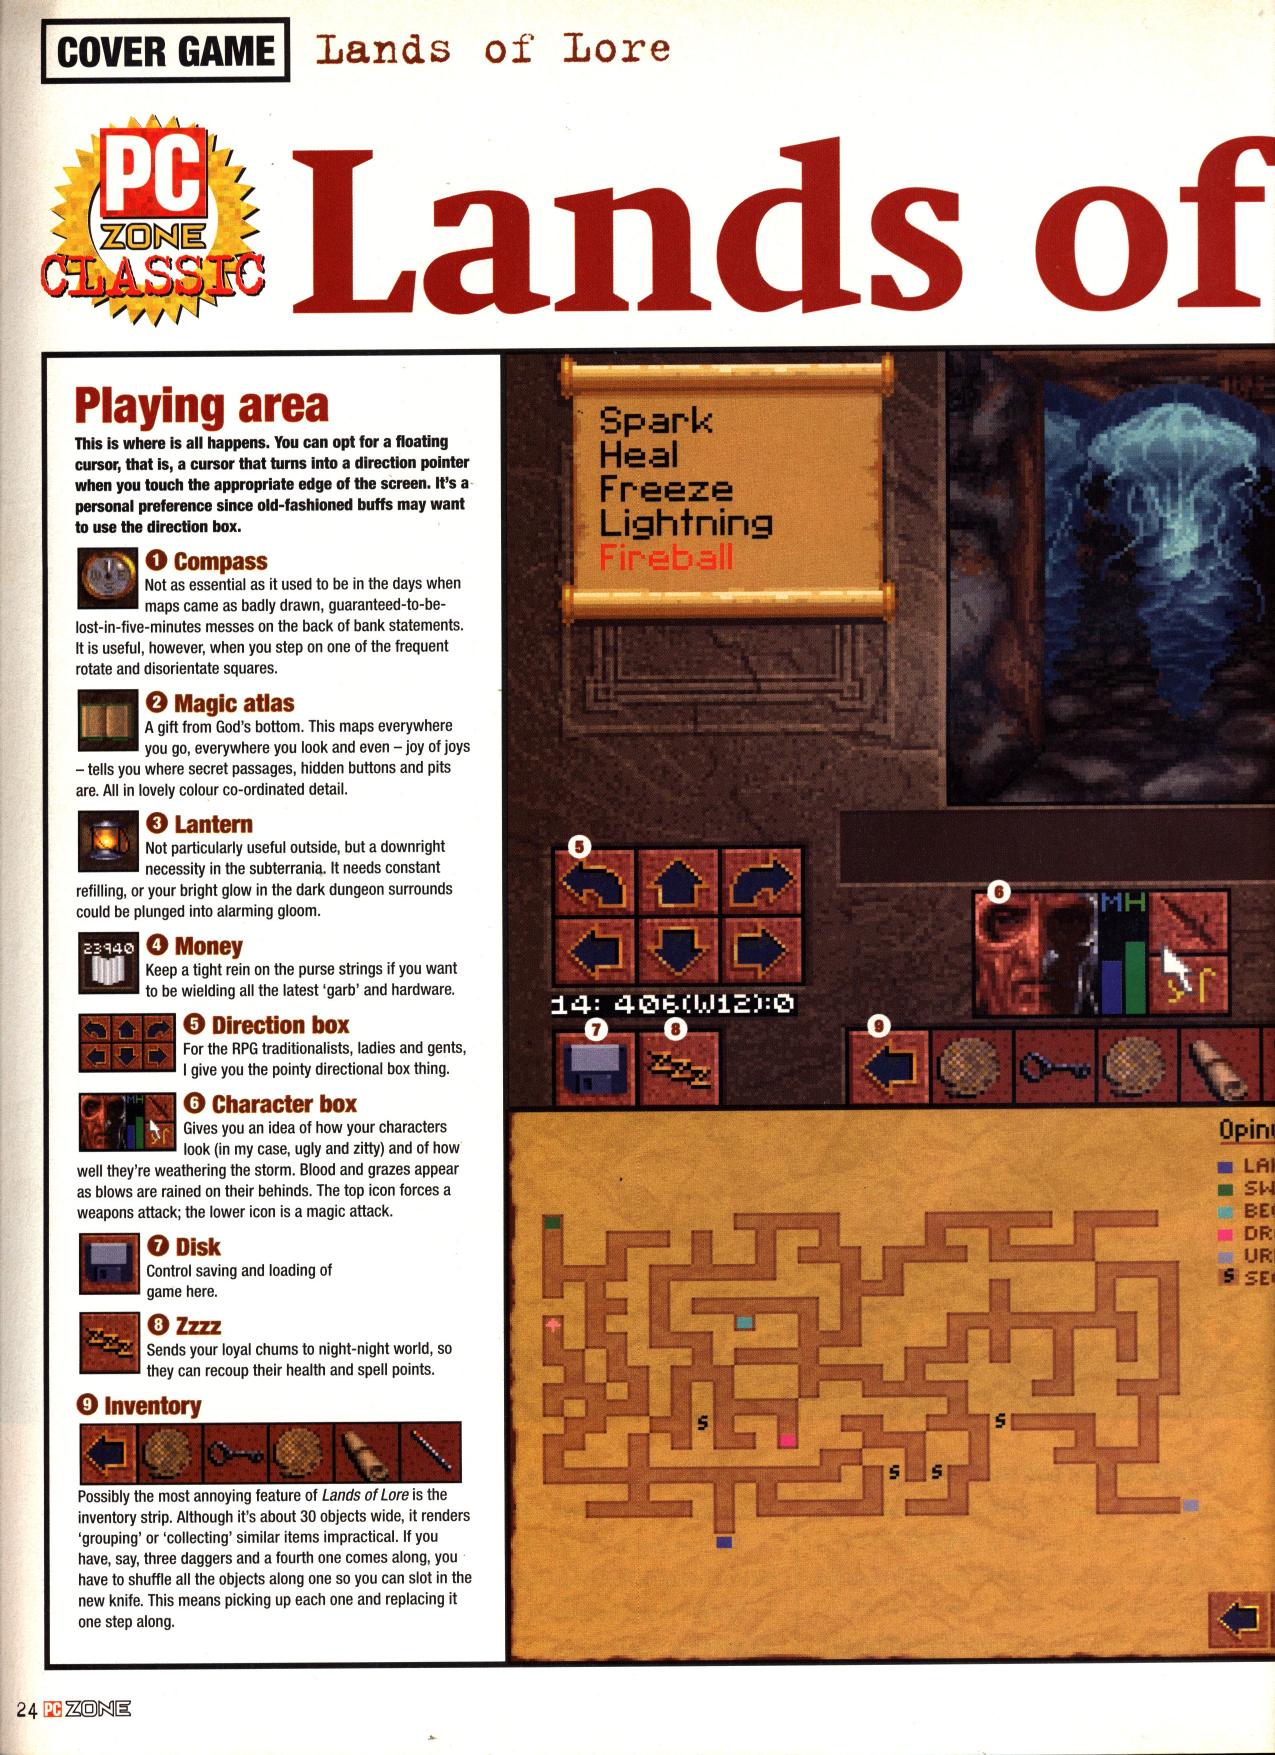 COVER GAME
Lands of Lore
PC
ZONE
CLASSIC
Lands of
Playing area
This is where is all happens. You can opt for a floating
cursor, that is, a cursor that turns into a direction pointer
when you touch the appropriate edge of the screen. It's a
personal preference since old-fashioned buffs may want
to use the direction box.
1 Compass
Not as essential as it used to be in the days when
maps came as badly drawn, guaranteed-to-be-
lost-in-five-minutes messes on the back of bank statements.
It is useful, however, when you step on one of the frequent
rotate and disorientate squares.
2 Magic atlas
A gift from God's bottom. This maps everywhere
you go, everywhere you look and even – joy of joys
– tells you where secret passages, hidden buttons and pits
are. All in lovely colour co-ordinated detail.
3 Lantern
Not particularly useful outside, but a downright
necessity in the subterrania. It needs constant
refilling, or your bright glow in the dark dungeon surrounds
could be plunged into alarming gloom.
23940
4 Money
Keep a tight rein on the purse strings if you want
to be wielding all the latest 'garb' and hardware.
5 Direction box
For the RPG traditionalists, ladies and gents,
I give you the pointy directional box thing.
MH
6 Character box
Gives you an idea of how your characters
look (in my case, ugly and zitty) and of how
well they're weathering the storm. Blood and grazes appear
as blows are rained on their behinds. The top icon forces a
weapons attack; the lower icon is a magic attack.
7 Disk
Control saving and loading of
game here.
8 Zzzz
Sends your loyal chums to night-night world, so
they can recoup their health and spell points.
9 Inventory
Possibly the most annoying feature of Lands of Lore is the
inventory strip. Although it's about 30 objects wide, it renders
'grouping' or 'collecting' similar items impractical. If you
have, say, three daggers and a fourth one comes along, you
have to shuffle all the objects along one so you can slot in the
new knife. This means picking up each one and replacing it
one step along.
Spark
Heal
Freeze
Lightning
Fireball
5
6
MH
14: 406(W12):0
7
8
9
Opin
LA
SW
BE
DR
UR
S SE
S
S
S
S
24 PC ZONE